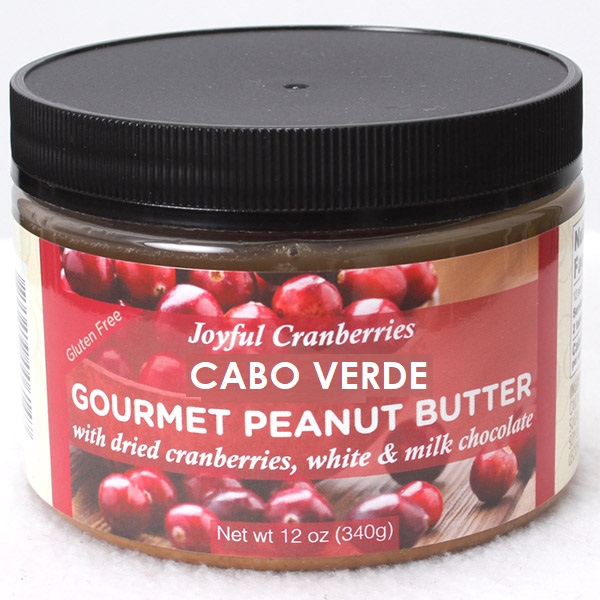 Gluten Free
Joyful Cranberries
CABO VERDE
GOURMET PEANUT BUTTER
with dried cranberries, white & milk chocolate
Net wt 12 oz (340g)